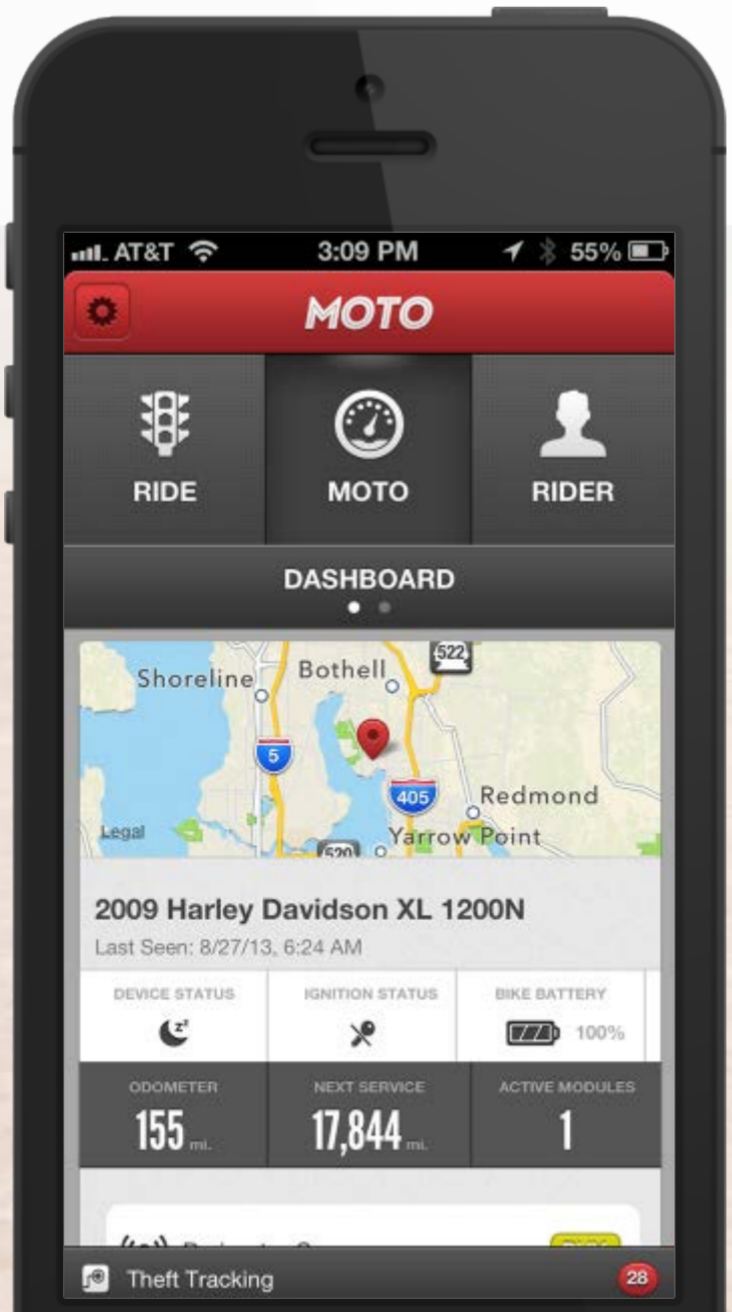 AT&T 3:09 PM 55%
MOTO
RIDE MOTO RIDER
DASHBOARD
522
Shoreline Bothell
5
405 Redmond
Legal 520 Yarrow Point
2009 Harley Davidson XL 1200N
Last Seen: 8/27/13, 6:24 AM
DEVICE STATUS IGNITION STATUS BIKE BATTERY
zz 100%
ODOMETER NEXT SERVICE ACTIVE MODULES
155 mi. 17,844 mi. 1
Theft Tracking 28